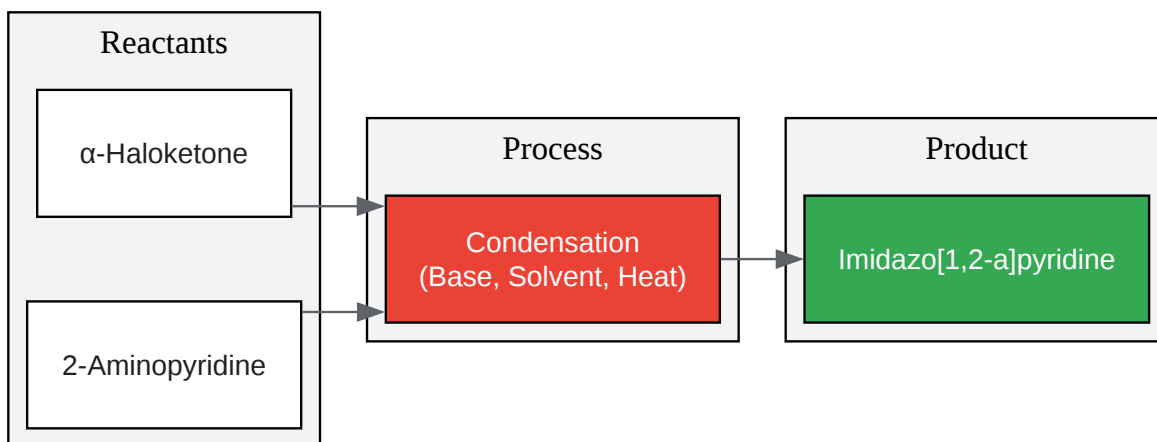 Reactants
α-Haloketone
2-Aminopyridine
Process
Condensation
(Base, Solvent, Heat)
Product
Imidazo[1,2-a]pyridine